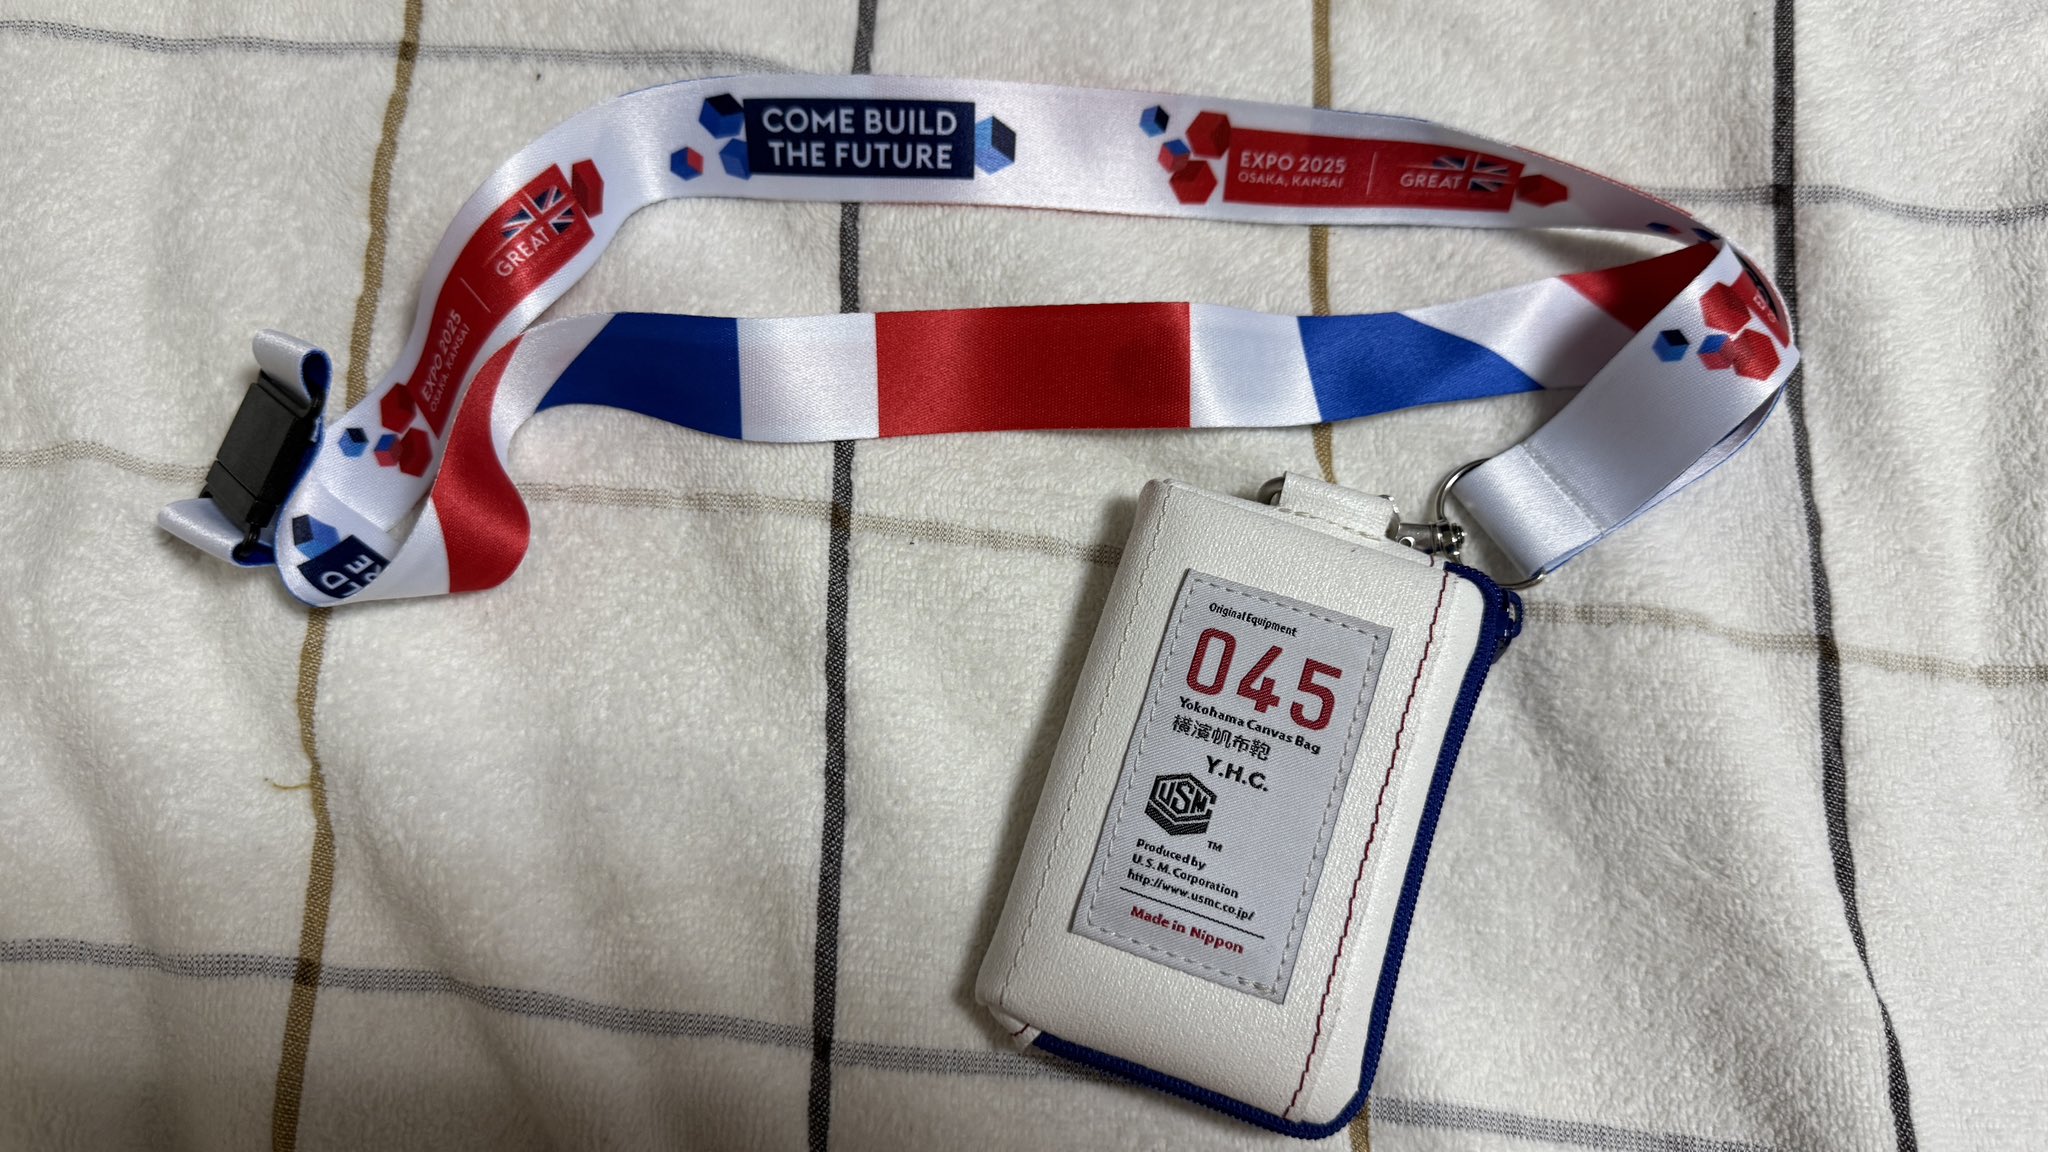 COME BUILD
THE FUTURE
EXPO 2025
OSAKA, KANSAI
GREAT
EXPO 2025
OSAKA, KANSAI
GREAT
Original Equipment
045
Yokohama Canvas Bag
横濱帆布鞄
Y.H.C.
USMC
TM
Produced by
U.S.M. Corporation
http://www.usmc.co.jp/
Made in Nippon